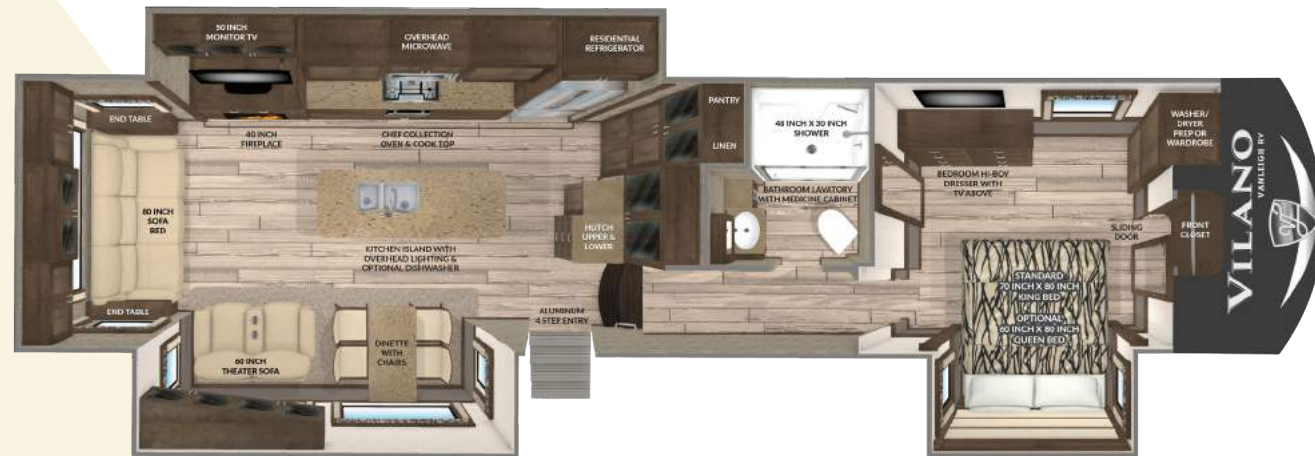 50 INCH
MONITOR TV
OVERHEAD
MICROWAVE
RESIDENTIAL
REFRIGERATOR
END TABLE
40 INCH
FIREPLACE
CHEF COLLECTION
OVEN & COOK TOP
PANTRY
LINEN
48 INCH X 30 INCH
SHOWER
WASHER/
DRYER
PREP OR
WARDROBE
BEDROOM HI-BOY
DRESSER WITH
TV ABOVE
BATHROOM LAVATORY
WITH MEDICINE CABINET
80 INCH
SOFA
BED
HUTCH
UPPER &
LOWER
KITCHEN ISLAND WITH
OVERHEAD LIGHTING &
OPTIONAL DISHWASHER
SLIDING
DOOR
FRONT
CLOSET
VILANO
VANLEIGH RV
STANDARD
70 INCH X 80 INCH
KING BED
OPTIONAL
60 INCH X 80 INCH
QUEEN BED
END TABLE
ALUMINUM
4 STEP ENTRY
60 INCH
THEATER SOFA
DINETTE
WITH
CHAIRS